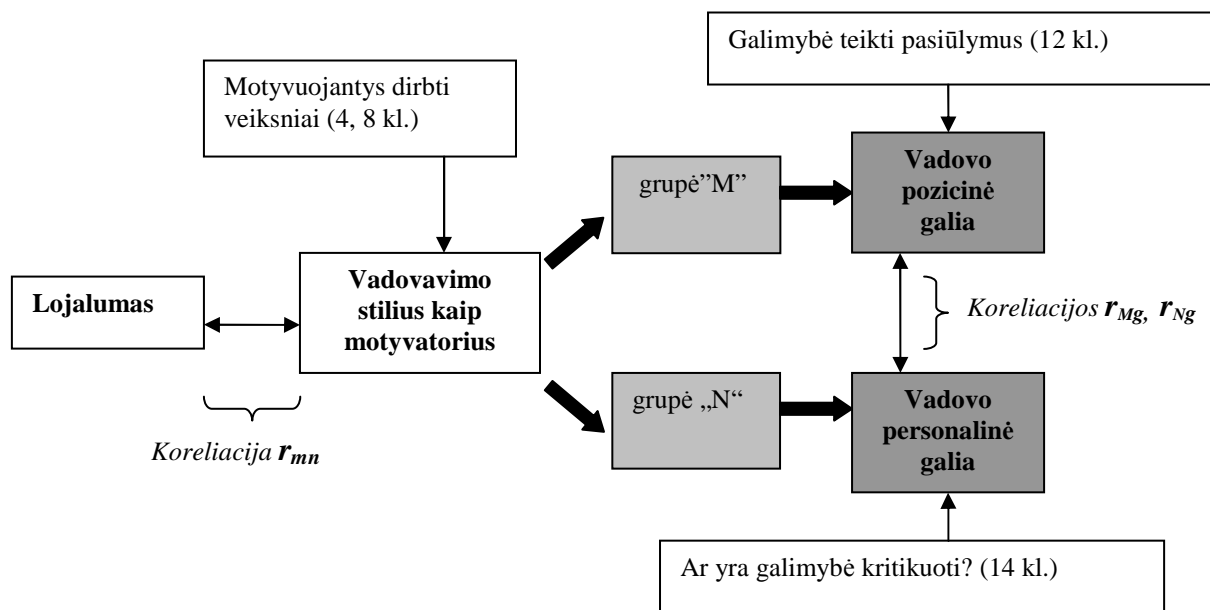 Galimybė teikti pasiūlymus (12 kl.)
Motyvuojantys dirbti
veiksniai (4, 8 kl.)
grupė”M”
Vadovo
pozicinė
galia
Lojalumas
Vadovavimo
stilius kaip
motyvatorius
Koreliacijos rMg, rNg
grupė „N“
Vadovo
personalinė
galia
Koreliacija rmn
Ar yra galimybė kritikuoti? (14 kl.)